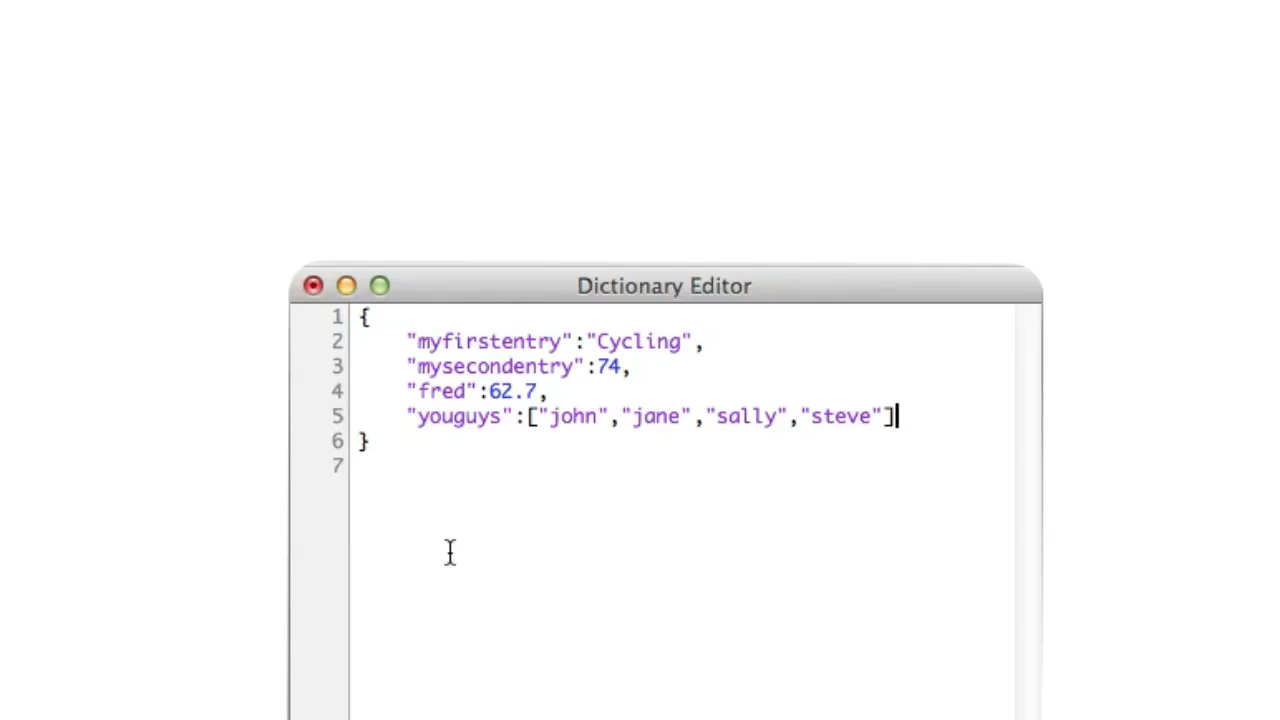 Dictionary Editor
1 {
2 "myfirstentry":"Cycling",
3 "mysecondentry":74,
4 "fred":62.7,
5 "youguys":["john","jane","sally","steve"]
6 }
7